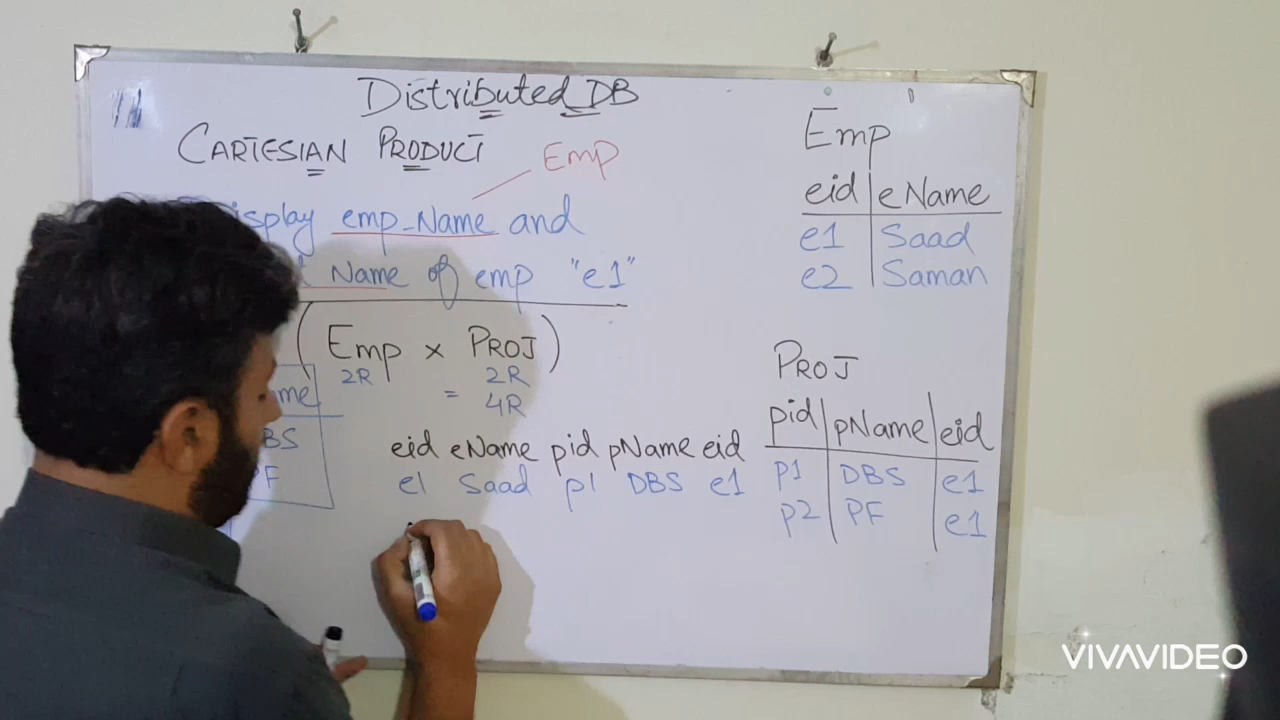 Distributed DB
CARTESIAN PRODUCT
Emp
emp_Name and
Name of emp "e1"
(Emp × PROJ)
2R 2R
= 4R
DBS
PF
eid eName pid pName eid
e1 Saad p1 DBS e1
Emp
eid eName
e1 Saad
e2 Saman
PROJ
pid pName eid
p1 DBS e1
p2 PF e1
VIVAVIDEO